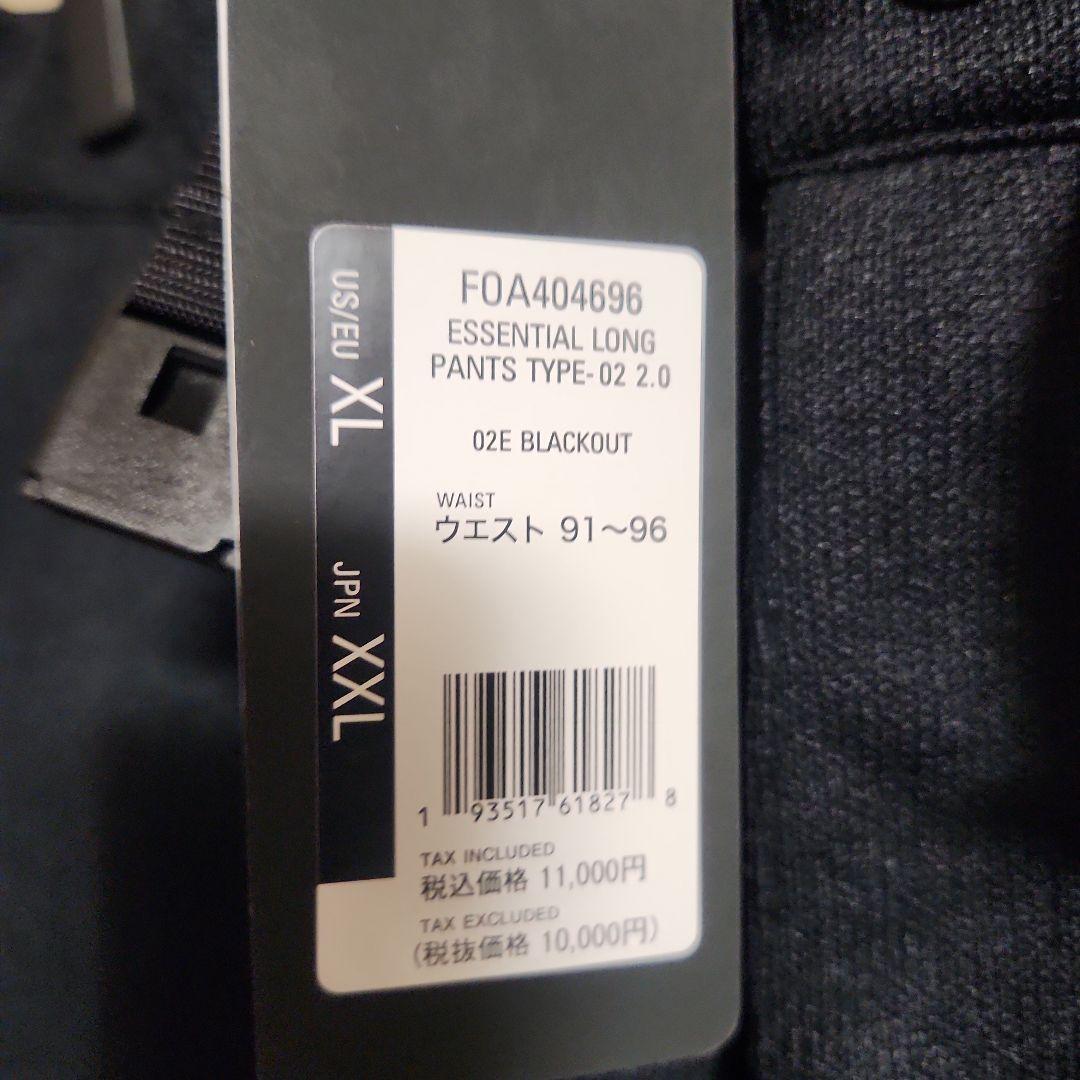 US/EU XL
JPN XXL
FOA404696
ESSENTIAL LONG
PANTS TYPE-02 2.0
02E BLACKOUT
WAIST
ウエスト 91～96
1 93517 61827 8
TAX INCLUDED
税込価格 11,000円
TAX EXCLUDED
(税抜価格 10,000円)